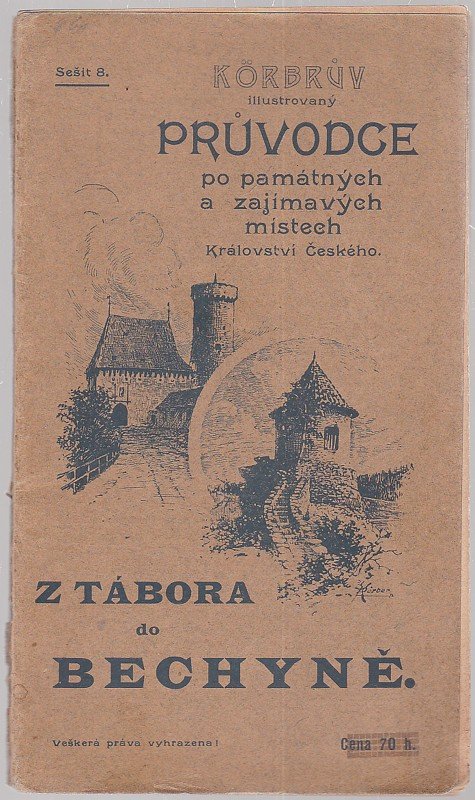 Sešit 8.
KÖRBRŮV
illustrovaný
PRŮVODCE
po památných
a zajímavých
místech
Království Českého.
Körber
Z TÁBORA
do
BECHYNĚ.
Veškerá práva vyhrazena!
Cena 70 h.